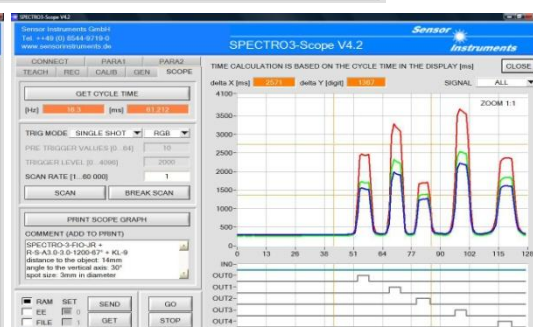 SPECTRO3-Scope V4.2
Sensor Instruments GmbH
Tel. ++49 (0) 8544-9719-0
www.sensorinstruments.de
SPECTRO3-Scope V4.2
Sensor
Instruments
CONNECT PARA1 PARA2
TEACH REC CALIB GEN SCOPE
GET CYCLE TIME
[Hz] 16.3 [ms] 61.212
TRIG MODE SINGLE SHOT RGB
PRE TRIGGER VALUES [0...64] 10
TRIGGER LEVEL [0...4096] 2000
SCAN RATE [1...60 000] 1
SCAN BREAK SCAN
PRINT SCOPE GRAPH
COMMENT (ADD TO PRINT)
SPECTRO-3-FIO-JR +
R-S-A3.0-3.0-1200-67° + KL-9
distance to the object: 14mm
angle to the vertical axis: 30°
spot size: 3mm in diameter
RAM SET SEND GO
EE 0
FILE 1 GET STOP
TIME CALCULATION IS BASED ON THE CYCLE TIME IN THE DISPLAY [ms]
CLOSE
delta X [ms] 2571 delta Y [digit] 1367 SIGNAL ALL
ZOOM 1:1
4100
3500
3000
2500
2000
1500
1000
500
0
0 13 26 38 51 64 77 90 102 115 128
IN0
OUT0
OUT1
OUT2
OUT3
OUT4